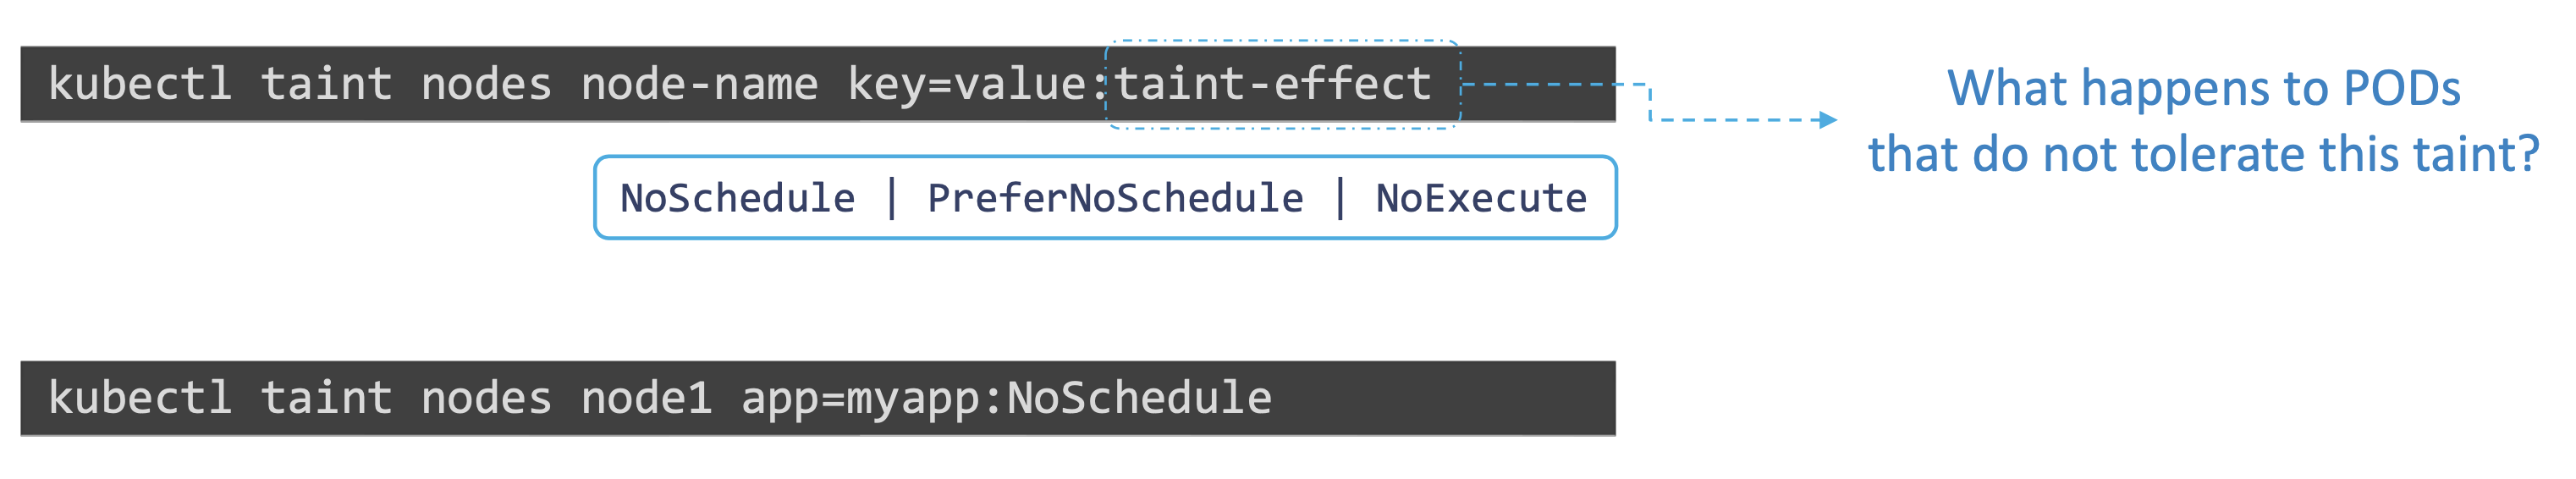 kubectl taint nodes node-name key=value:taint-effect
What happens to PODs
that do not tolerate this taint?
NoSchedule | PreferNoSchedule | NoExecute
kubectl taint nodes node1 app=myapp:NoSchedule